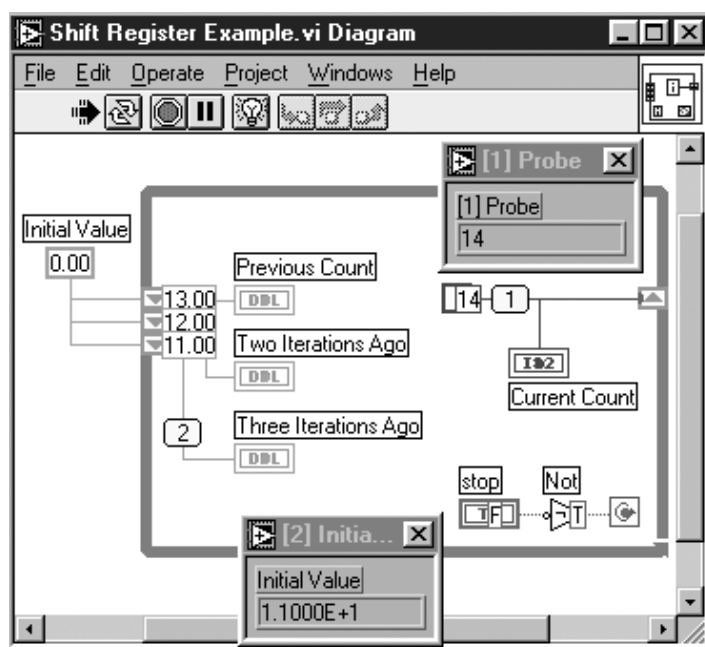 Shift Register Example.vi Diagram
File Edit Operate Project Windows Help
[1] Probe
[1] Probe
14
Initial Value
0.00
Previous Count
13.00
DBL
12.00
11.00
14
1
Two Iterations Ago
DBL
I32
Current Count
2
Three Iterations Ago
DBL
stop
Not
TF
T
[2] Initia...
Initial Value
1.1000E+1